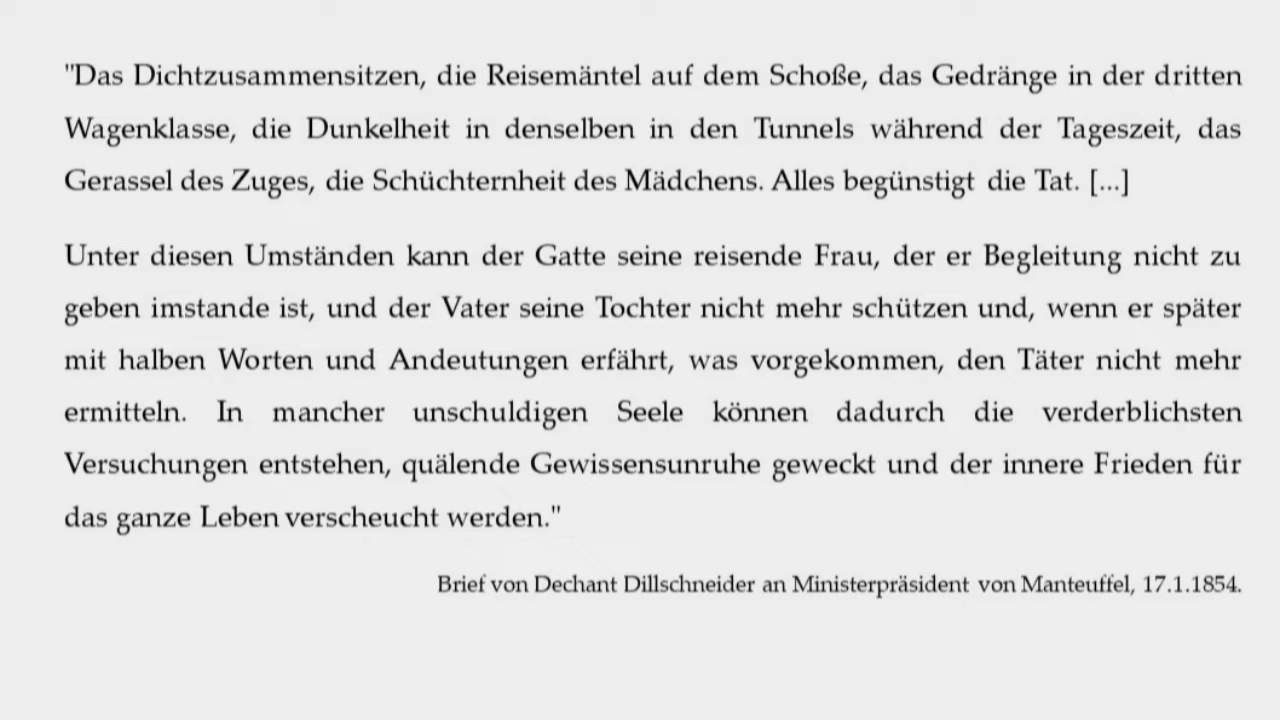 "Das Dichtzusammensitzen, die Reisemäntel auf dem Schoße, das Gedränge in der dritten
Wagenklasse, die Dunkelheit in denselben in den Tunnels während der Tageszeit, das
Gerassel des Zuges, die Schüchternheit des Mädchens. Alles begünstigt die Tat. [...]
Unter diesen Umständen kann der Gatte seine reisende Frau, der er Begleitung nicht zu
geben imstande ist, und der Vater seine Tochter nicht mehr schützen und, wenn er später
mit halben Worten und Andeutungen erfährt, was vorgekommen, den Täter nicht mehr
ermitteln. In mancher unschuldigen Seele können dadurch die verderblichsten
Versuchungen entstehen, quälende Gewissensunruhe geweckt und der innere Frieden für
das ganze Leben verscheucht werden."
Brief von Dechant Dillschneider an Ministerpräsident von Manteuffel, 17.1.1854.